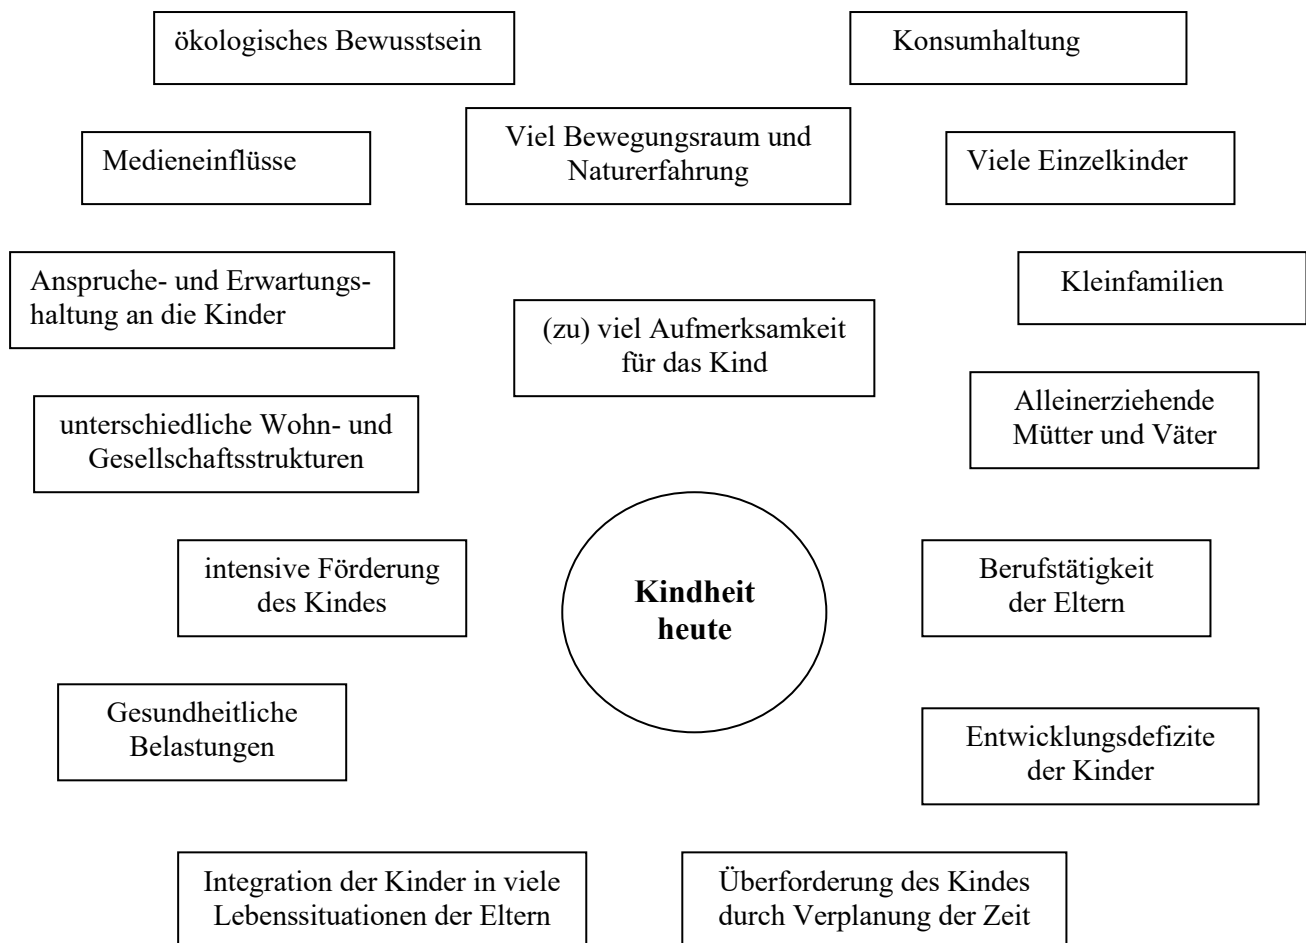 ökologisches Bewusstsein
Konsumhaltung
Viel Bewegungsraum und
Naturerfahrung
Medieneinflüsse
Viele Einzelkinder
Anspruche- und Erwartungs-
haltung an die Kinder
Kleinfamilien
(zu) viel Aufmerksamkeit
für das Kind
Alleinerziehende
Mütter und Väter
unterschiedliche Wohn- und
Gesellschaftsstrukturen
intensive Förderung
des Kindes
Kindheit
heute
Berufstätigkeit
der Eltern
Gesundheitliche
Belastungen
Entwicklungsdefizite
der Kinder
Integration der Kinder in viele
Lebenssituationen der Eltern
Überforderung des Kindes
durch Verplanung der Zeit